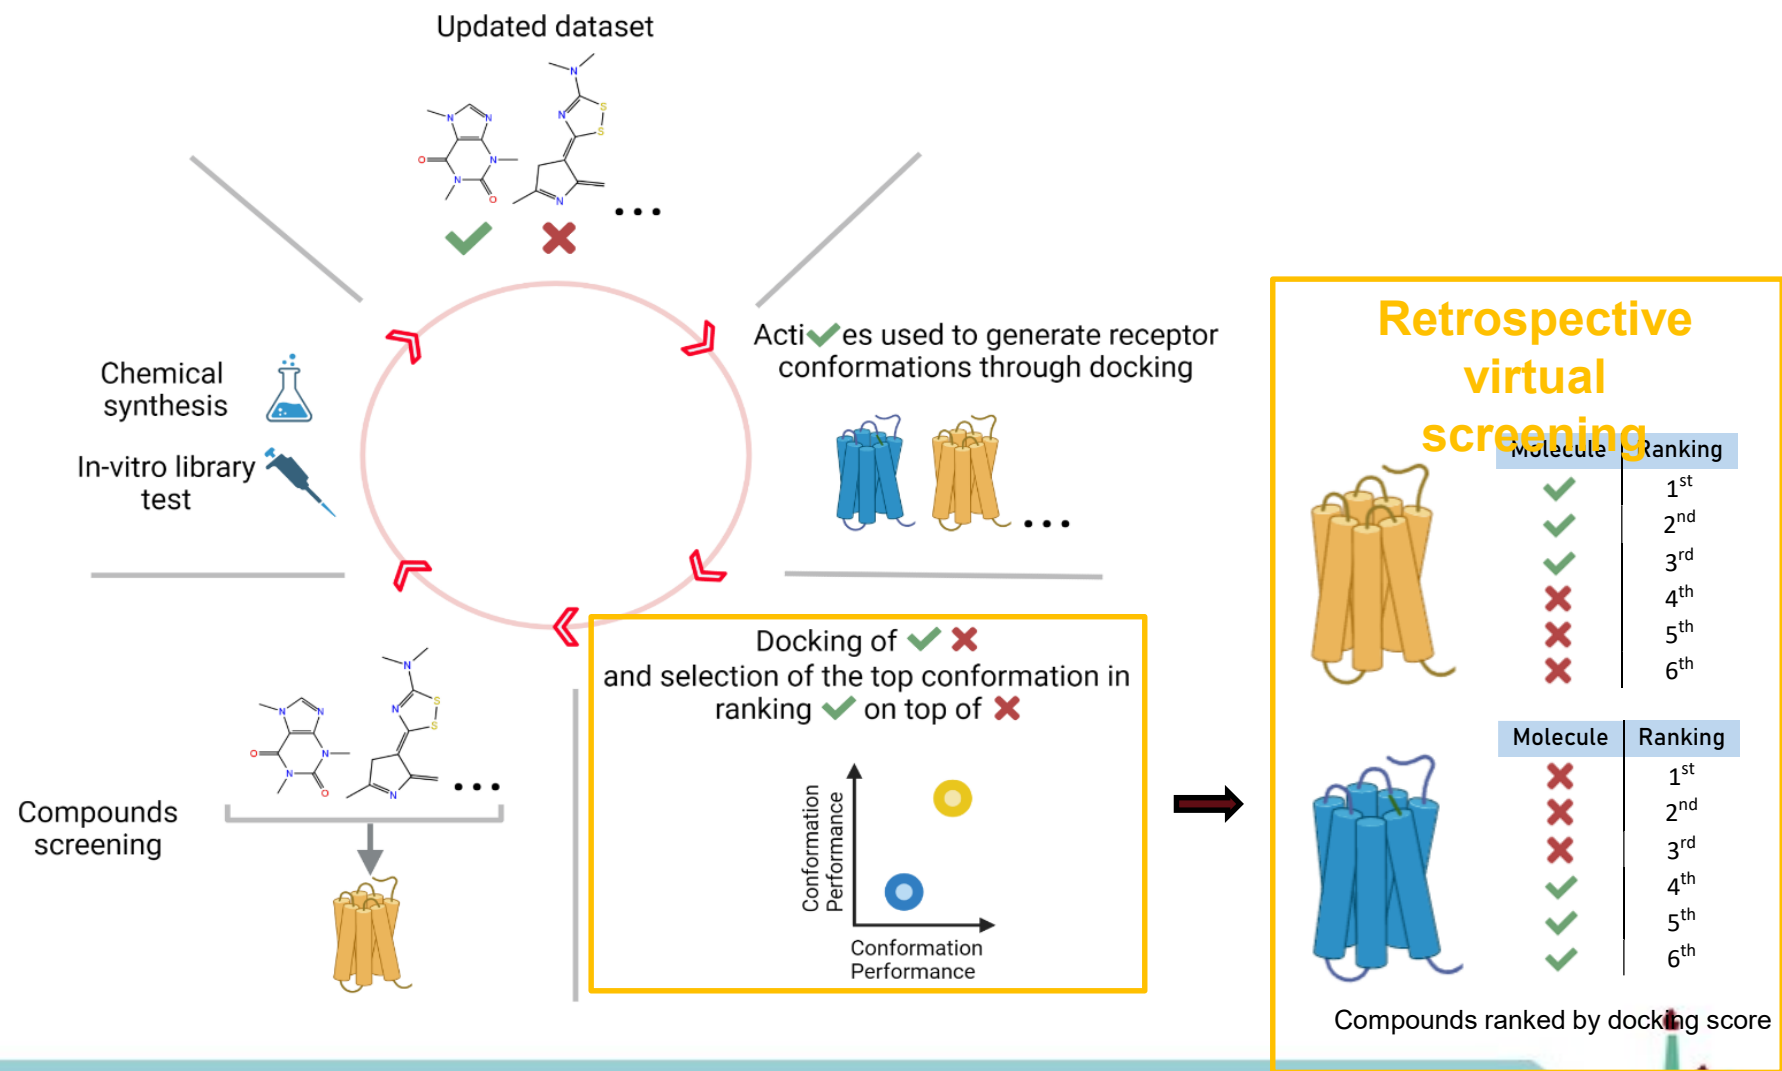 Updated dataset
N
N
S
S
N
N
N
N
N
O
N
O
Acti✔es used to generate receptor
conformations through docking
...
Chemical
synthesis
In-vitro library
test
Docking of ✔ ✖
and selection of the top conformation in
ranking ✔ on top of ✖
Conformation
Performance
Conformation
Performance
N
N
S
S
N
N
N
N
N
O
N
O
...
Compounds
screening
Retrospective
virtual
screening
Molecule Ranking
✔ 1st
✔ 2nd
✔ 3rd
✖ 4th
✖ 5th
✖ 6th
Molecule Ranking
✖ 1st
✖ 2nd
✖ 3rd
✔ 4th
✔ 5th
✔ 6th
Compounds ranked by docking score